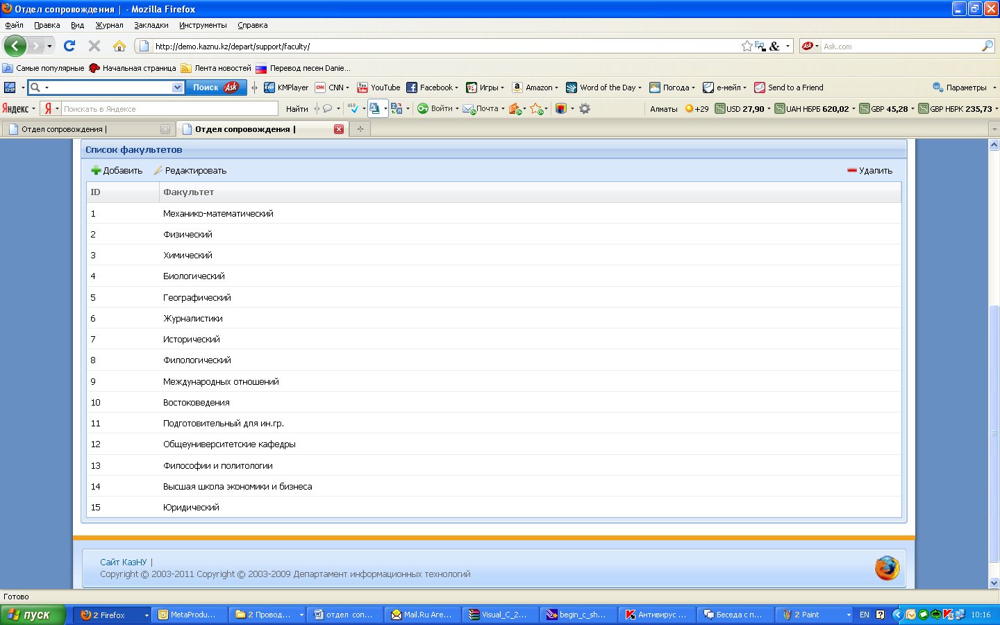 Отдел сопровождения | - Mozilla Firefox
Файл Правка Вид Журнал Закладки Инструменты Справка
http://demo.kaznu.kz/depart/support/faculty/ En & Ask Ask.com
Самые популярные Начальная страница Лента новостей Перевод песен Danie...
KMP Поиск Ask KMPlayer CNN YouTube Facebook Игры Amazon Word of the Day Погода е-мейл Send to a Friend Параметры
Яндекс Я Поискать в Яндексе Найти Войти Почта Алматы +29 USD 27,90 UAH НБРБ 620,02 GBP 45,28 GBP НБРК 235,73
Отдел сопровождения | Отдел сопровождения |
Список факультетов
Добавить Редактировать Удалить
ID Факультет
1 Механико-математический
2 Физический
3 Химический
4 Биологический
5 Географический
6 Журналистики
7 Исторический
8 Филологический
9 Международных отношений
10 Востоковедения
11 Подготовительный для ин.гр.
12 Общеуниверситетские кафедры
13 Философии и политологии
14 Высшая школа экономики и бизнеса
15 Юридический
Сайт КазНУ |
Copyright © 2003-2011 Copyright © 2003-2009 Департамент информационных технологий
Готово
пуск 2 Firefox MetaProdu... 2 Провод... отдел соп... Mail.Ru Аге... Visual_C_2... begin_c_sh... Антивирус ... Беседа с п... 2 Paint EN 10:16